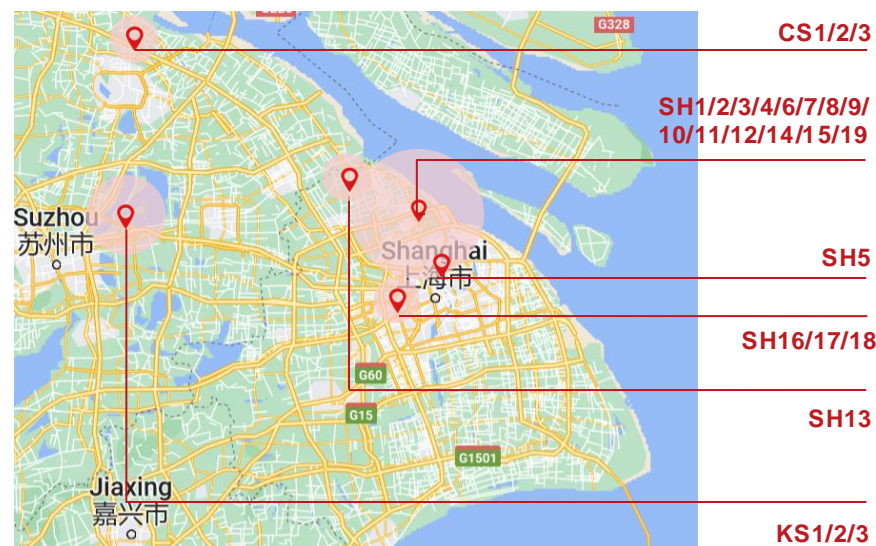 G328
CS1/2/3
SH1/2/3/4/6/7/8/9/
10/11/12/14/15/19
Suzhou
苏州市
Shanghai
上海市
SH5
SH16/17/18
G60
G15
SH13
G1501
Jiaxing
嘉兴市
KS1/2/3